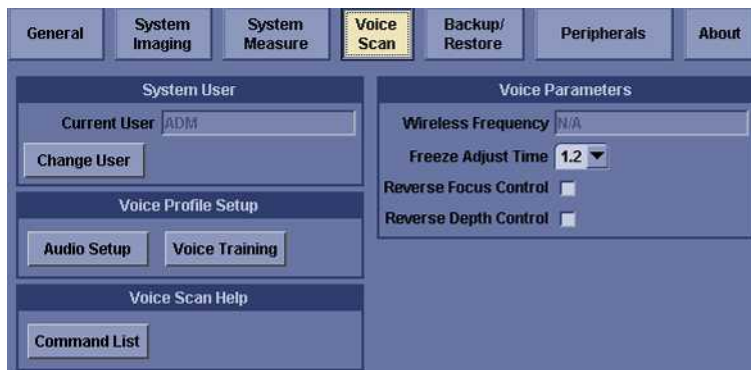 General
System Imaging
System Measure
Voice Scan
Backup/ Restore
Peripherals
About
System User
Current User ADM
Change User
Voice Profile Setup
Audio Setup Voice Training
Voice Scan Help
Command List
Voice Parameters
Wireless Frequency N/A
Freeze Adjust Time 1.2
Reverse Focus Control
Reverse Depth Control